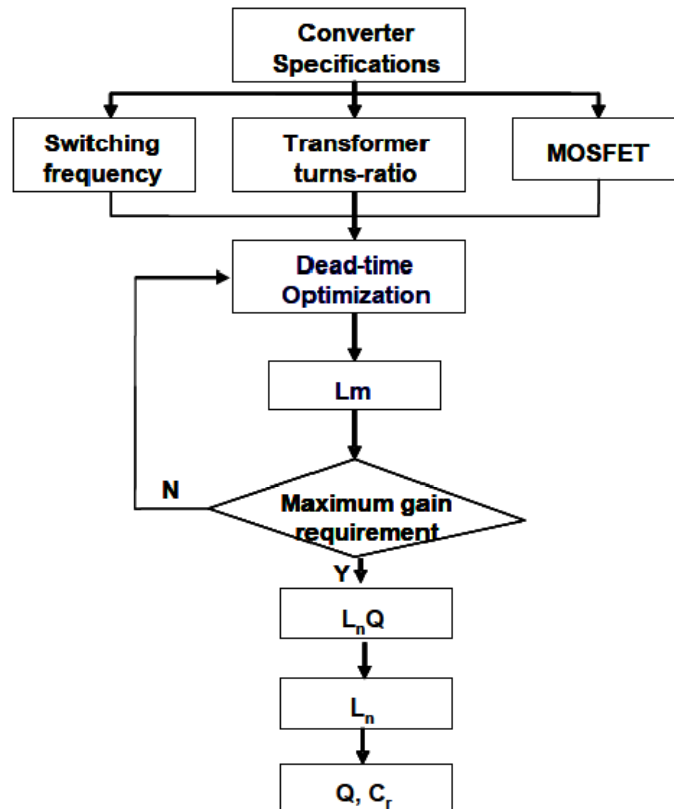 Converter
Specifications
Switching
frequency
Transformer
turns-ratio
MOSFET
Dead-time
Optimization
Lm
N
Maximum gain
requirement
Y
LₙQ
Lₙ
Q, Cᵣ